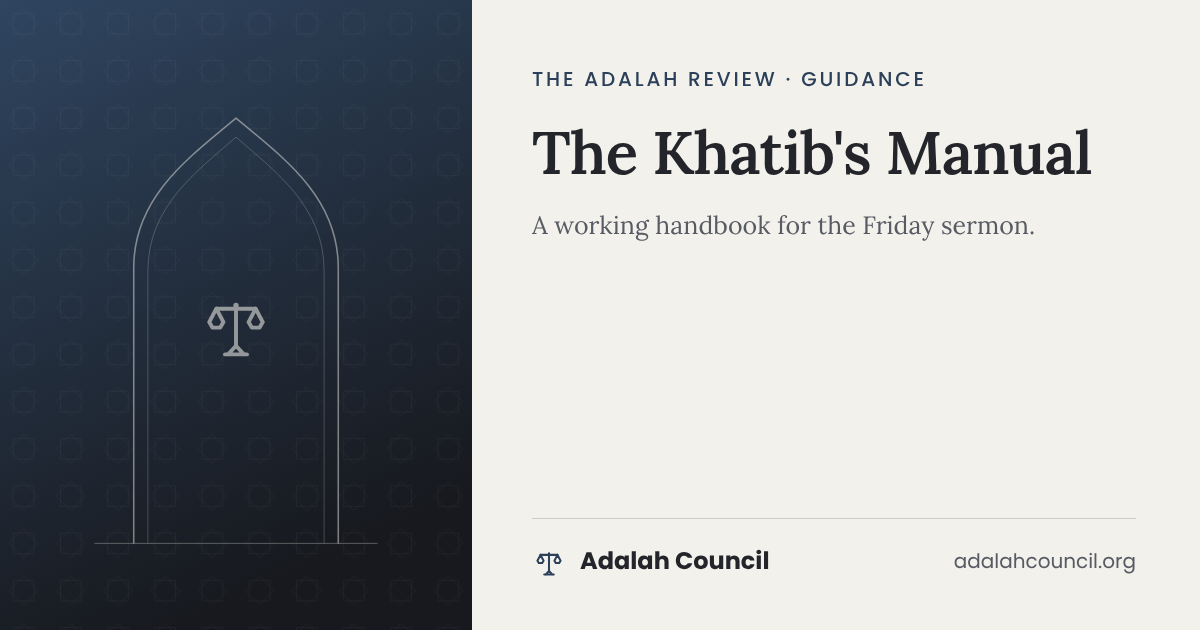 THE ADALAH REVIEW · GUIDANCE
The Khatib's Manual
A working handbook for the Friday sermon.
Adalah Council
adalahcouncil.org